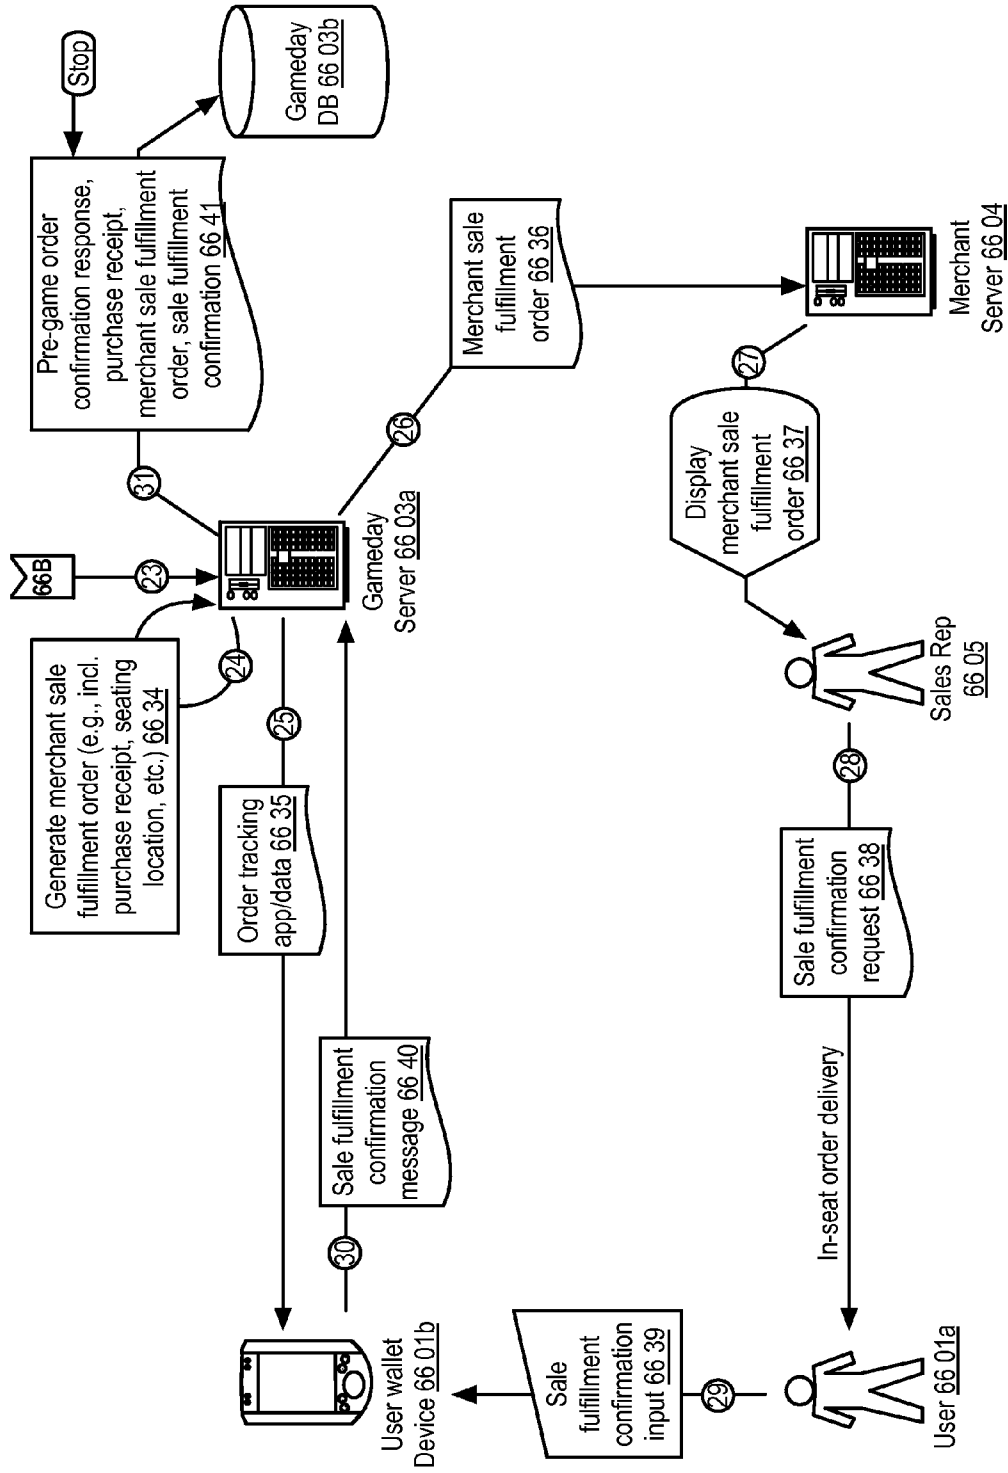 66B
23
Generate merchant sale
fulfillment order (e.g., incl.
purchase receipt, seating
location, etc.) 66 34
24
Gameday
Server 66 03a
25
Order tracking
app/data 66 35
User wallet
Device 66 01b
26
Merchant sale
fulfillment
order 66 36
Merchant
Server 66 04
27
Display
merchant sale
fulfillment
order 66 37
Sales Rep
66 05
28
Sale fulfillment
confirmation
request 66 38
In-seat order delivery
User 66 01a
29
Sale
fulfillment
confirmation
input 66 39
30
Sale fulfillment
confirmation
message 66 40
31
Pre-game order
confirmation response,
purchase receipt,
merchant sale fulfillment
order, sale fulfillment
confirmation 66 41
Gameday
DB 66 03b
Stop